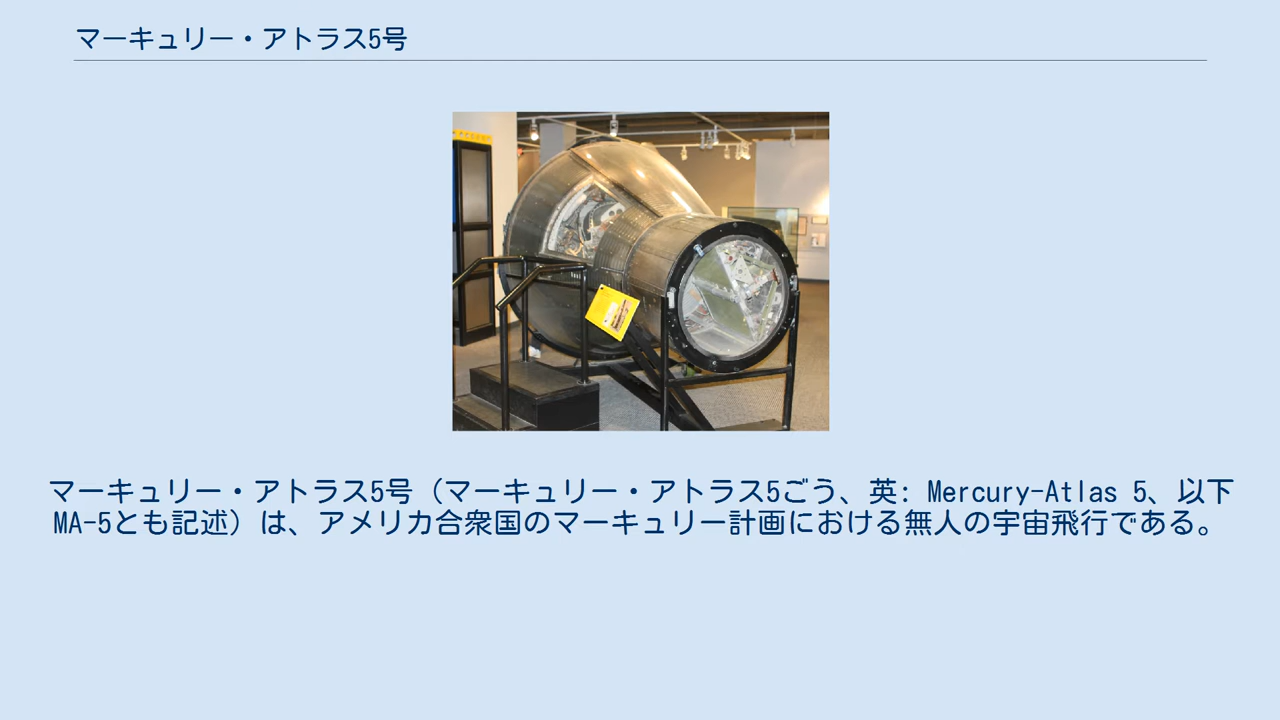 マーキュリー・アトラス5号
マーキュリー・アトラス5号（マーキュリー・アトラス5ごう、英: Mercury-Atlas 5、以下
MA-5とも記述）は、アメリカ合衆国のマーキュリー計画における無人の宇宙飛行である。